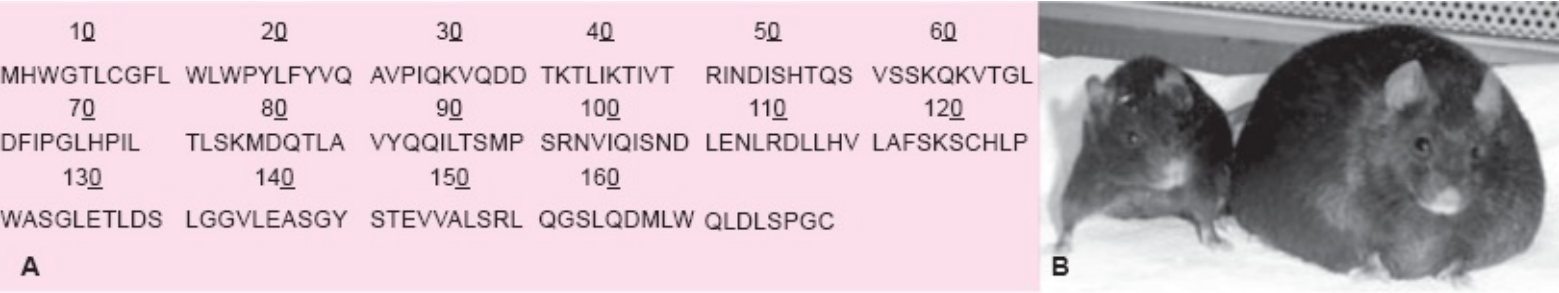 10 20 30 40 50 60
MHWGTLCGFL WLWPYLFYVQ AVPIQKVQDD TKTLIKTIVT RINDISHTQS VSSKQKVTGL
70 80 90 100 110 120
DFIPGLHPIL TLSKMDQTLA VYQQILTSMP SRNVIQISND LENLRDLLHV LAFSKSCHLP
130 140 150 160
WASGLETLDS LGGVLEASGY STEVVALSRL QGSLQDMLW QLDLSPGC
A B